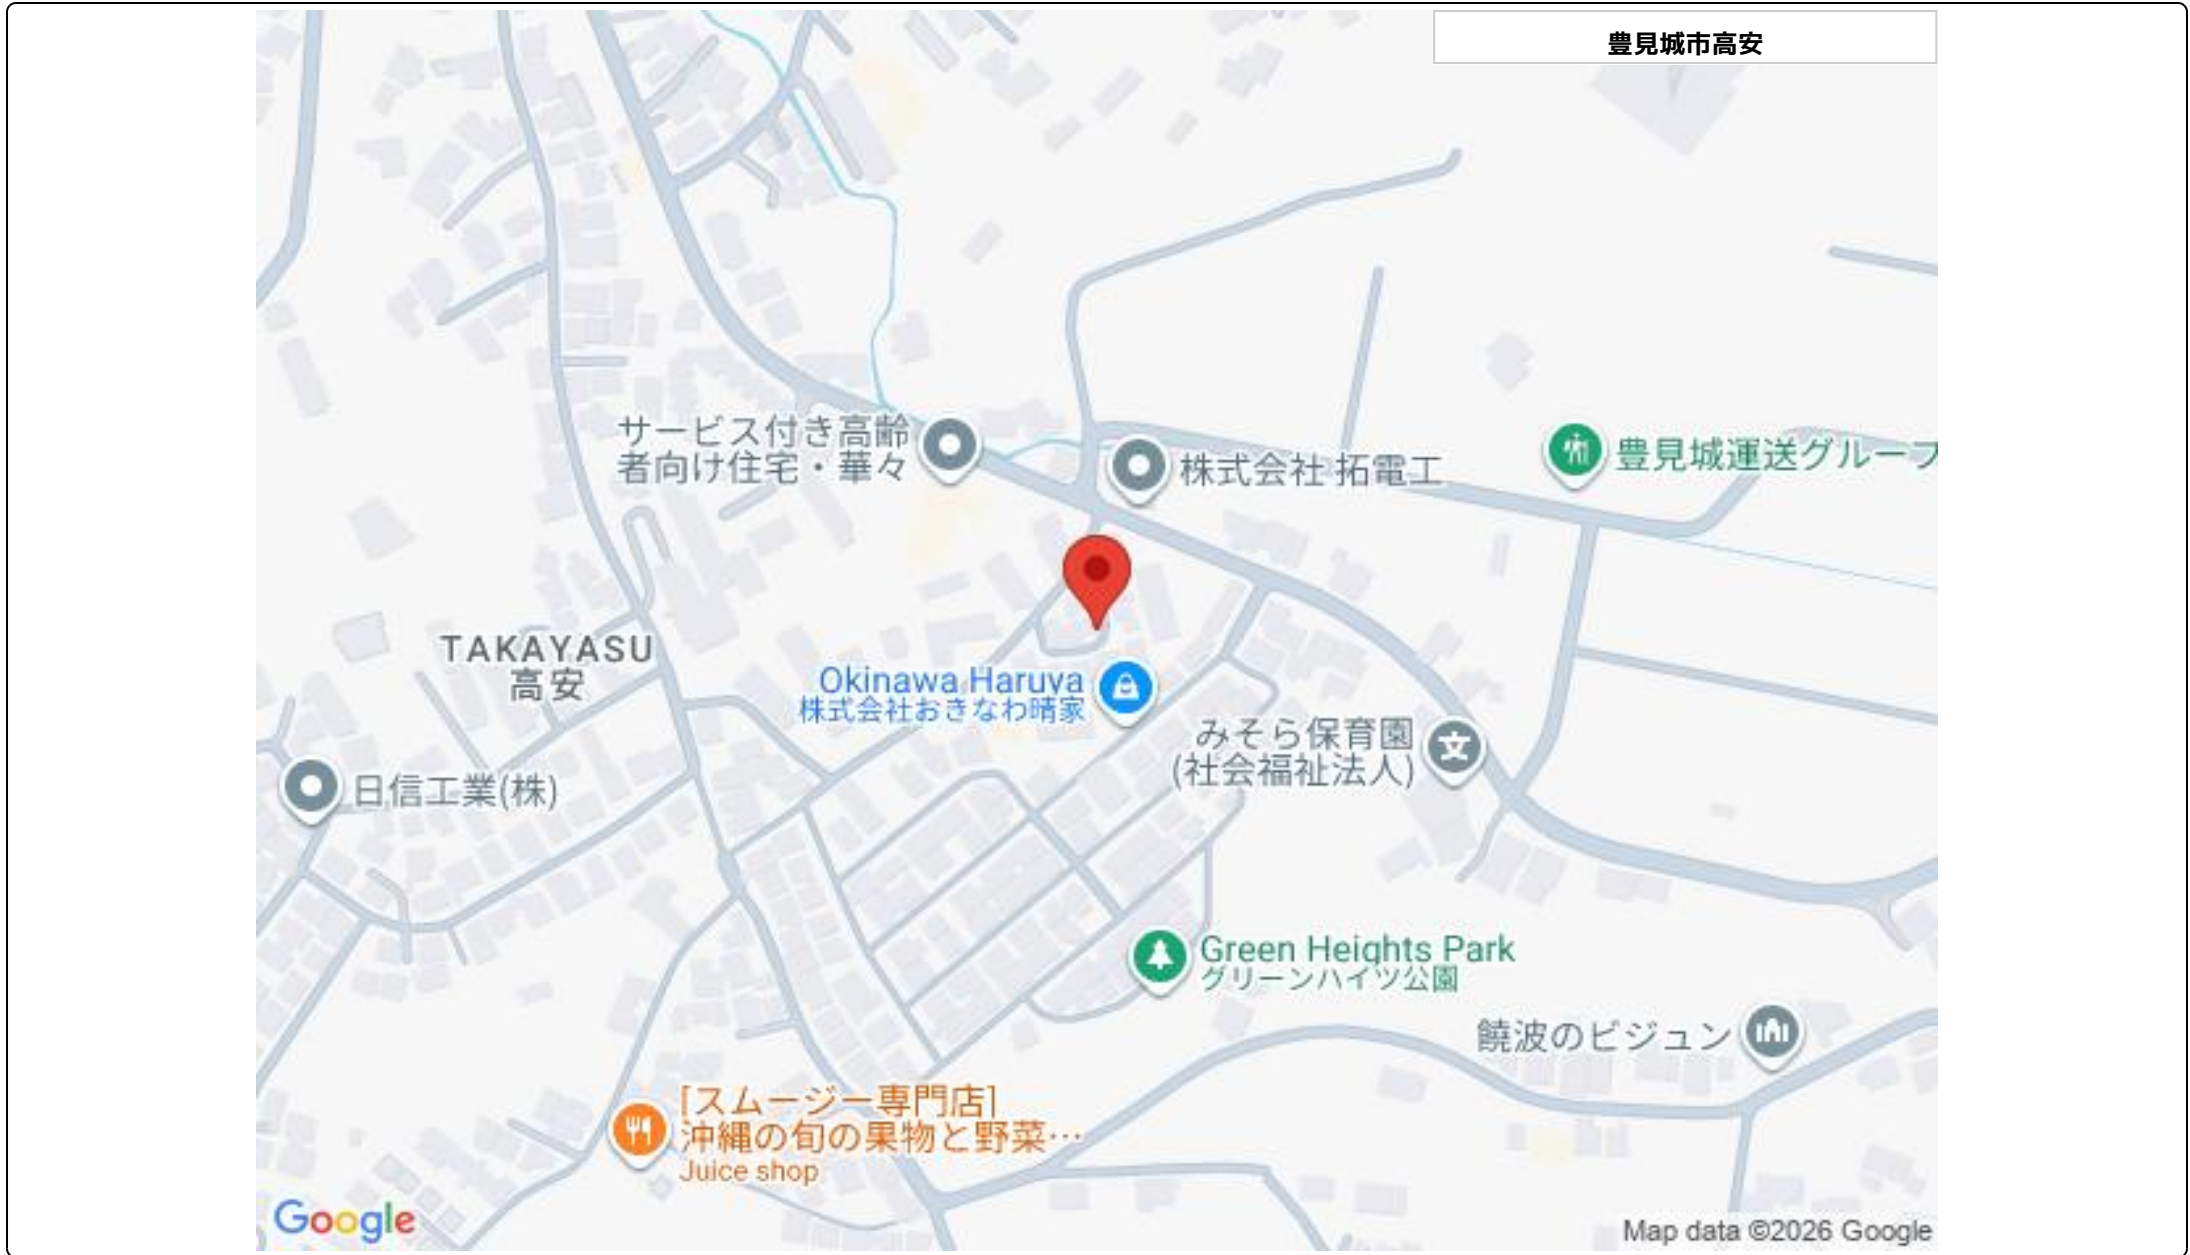 豊見城市高安
サービス付き高齢
者向け住宅・華々
株式会社 拓電工
豊見城運送グループ
TAKAYASU
高安
Okinawa Haruya
株式会社おきなわ晴家
みそら保育園
(社会福祉法人)
日信工業(株)
Green Heights Park
グリーンハイツ公園
饒波のビジュン
[スムージー専門店]
沖縄の旬の果物と野菜…
Juice shop
Google
Map data ©2026 Google